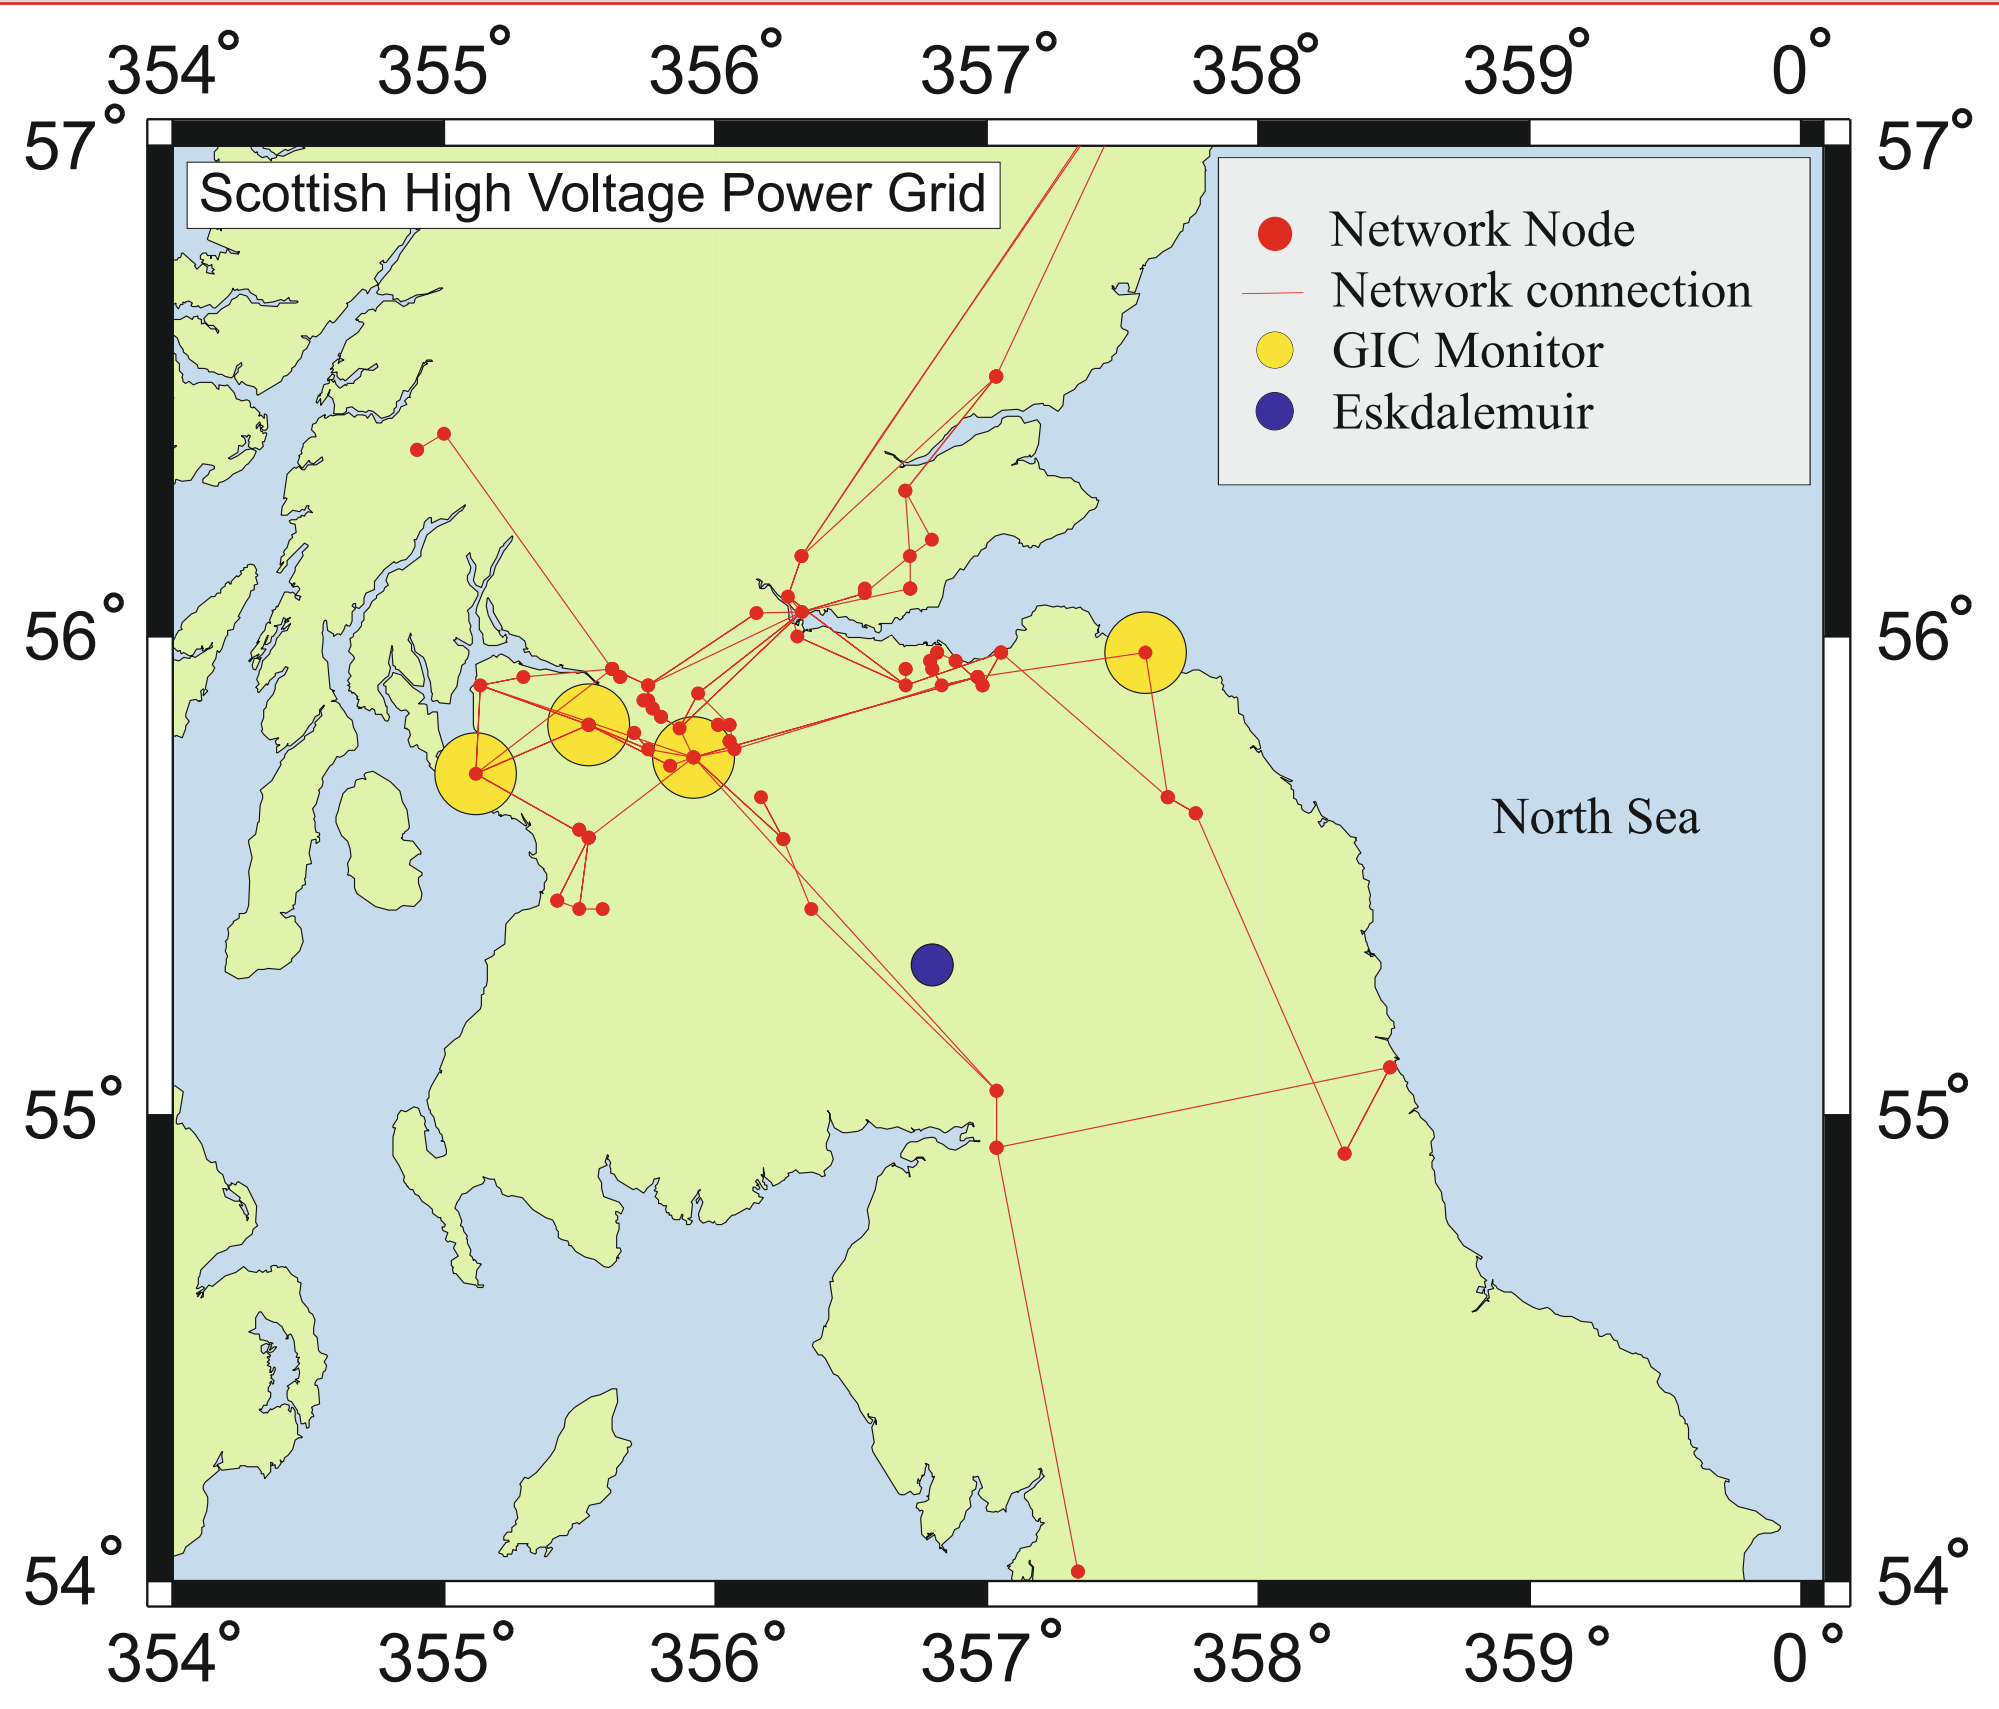 354° 355° 356° 357° 358° 359° 0°
57° 57°
Scottish High Voltage Power Grid
Network Node
Network connection
GIC Monitor
Eskdalemuir
56° 56°
North Sea
55° 55°
54° 54°
354° 355° 356° 357° 358° 359° 0°